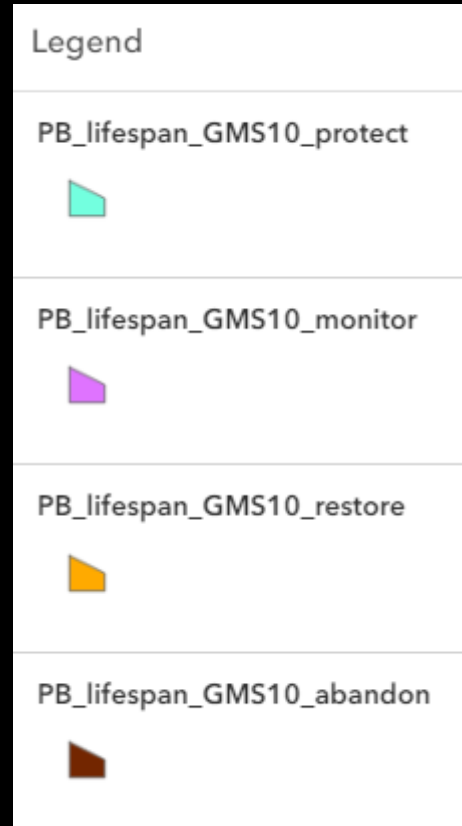 Legend
PB_lifespan_GMS10_protect
PB_lifespan_GMS10_monitor
PB_lifespan_GMS10_restore
PB_lifespan_GMS10_abandon